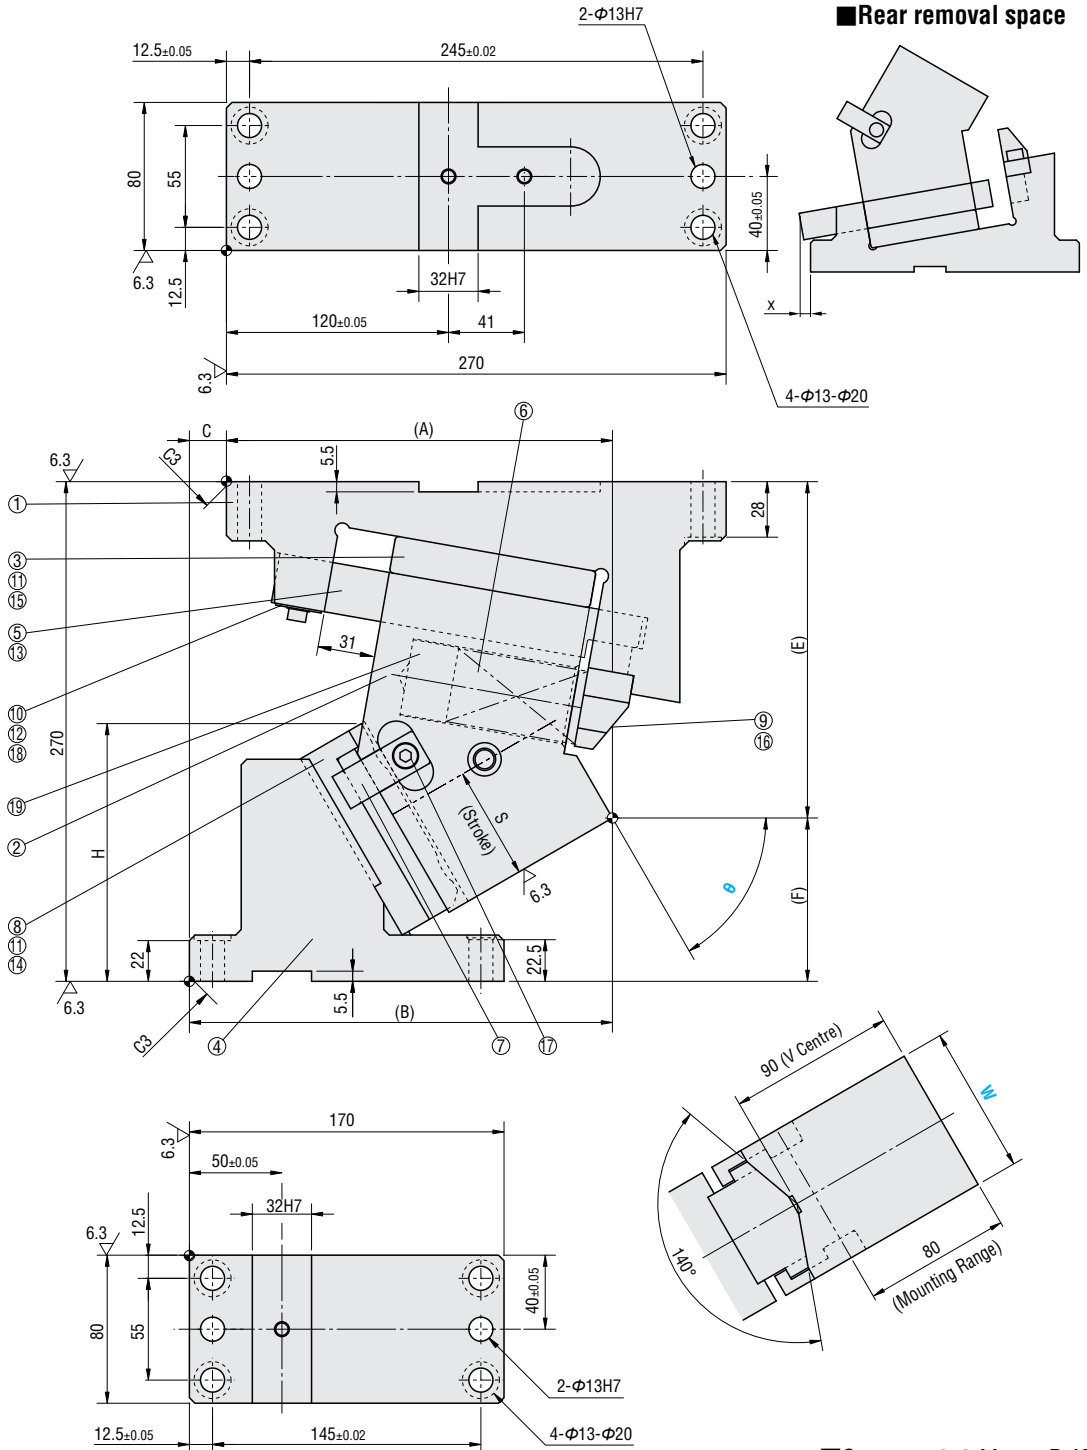 2-Φ13H7
■Rear removal space
12.5±0.05
245±0.02
80
55
40±0.05
6.3
12.5
32H7
120±0.05
41
x
6.3
270
4-Φ13-Φ20
⑥
C
(A)
6.3
C3
5.5
①
28
③
⑪
⑮
⑤
⑬
31
(E)
⑩
⑫
⑱
270
⑨
⑯
⑲
H
S
(Stroke)
②
θ
6.3
(F)
⑧
⑪
⑭
22
22.5
5.5
6.3
C3
(B)
④
⑦
⑰
90 (V Centre)
W
170
6.3
50±0.05
12.5
32H7
6.3
140°
80
(Mounting Range)
40±0.05
80
55
2-Φ13H7
12.5±0.05
145±0.02
4-Φ13-Φ20